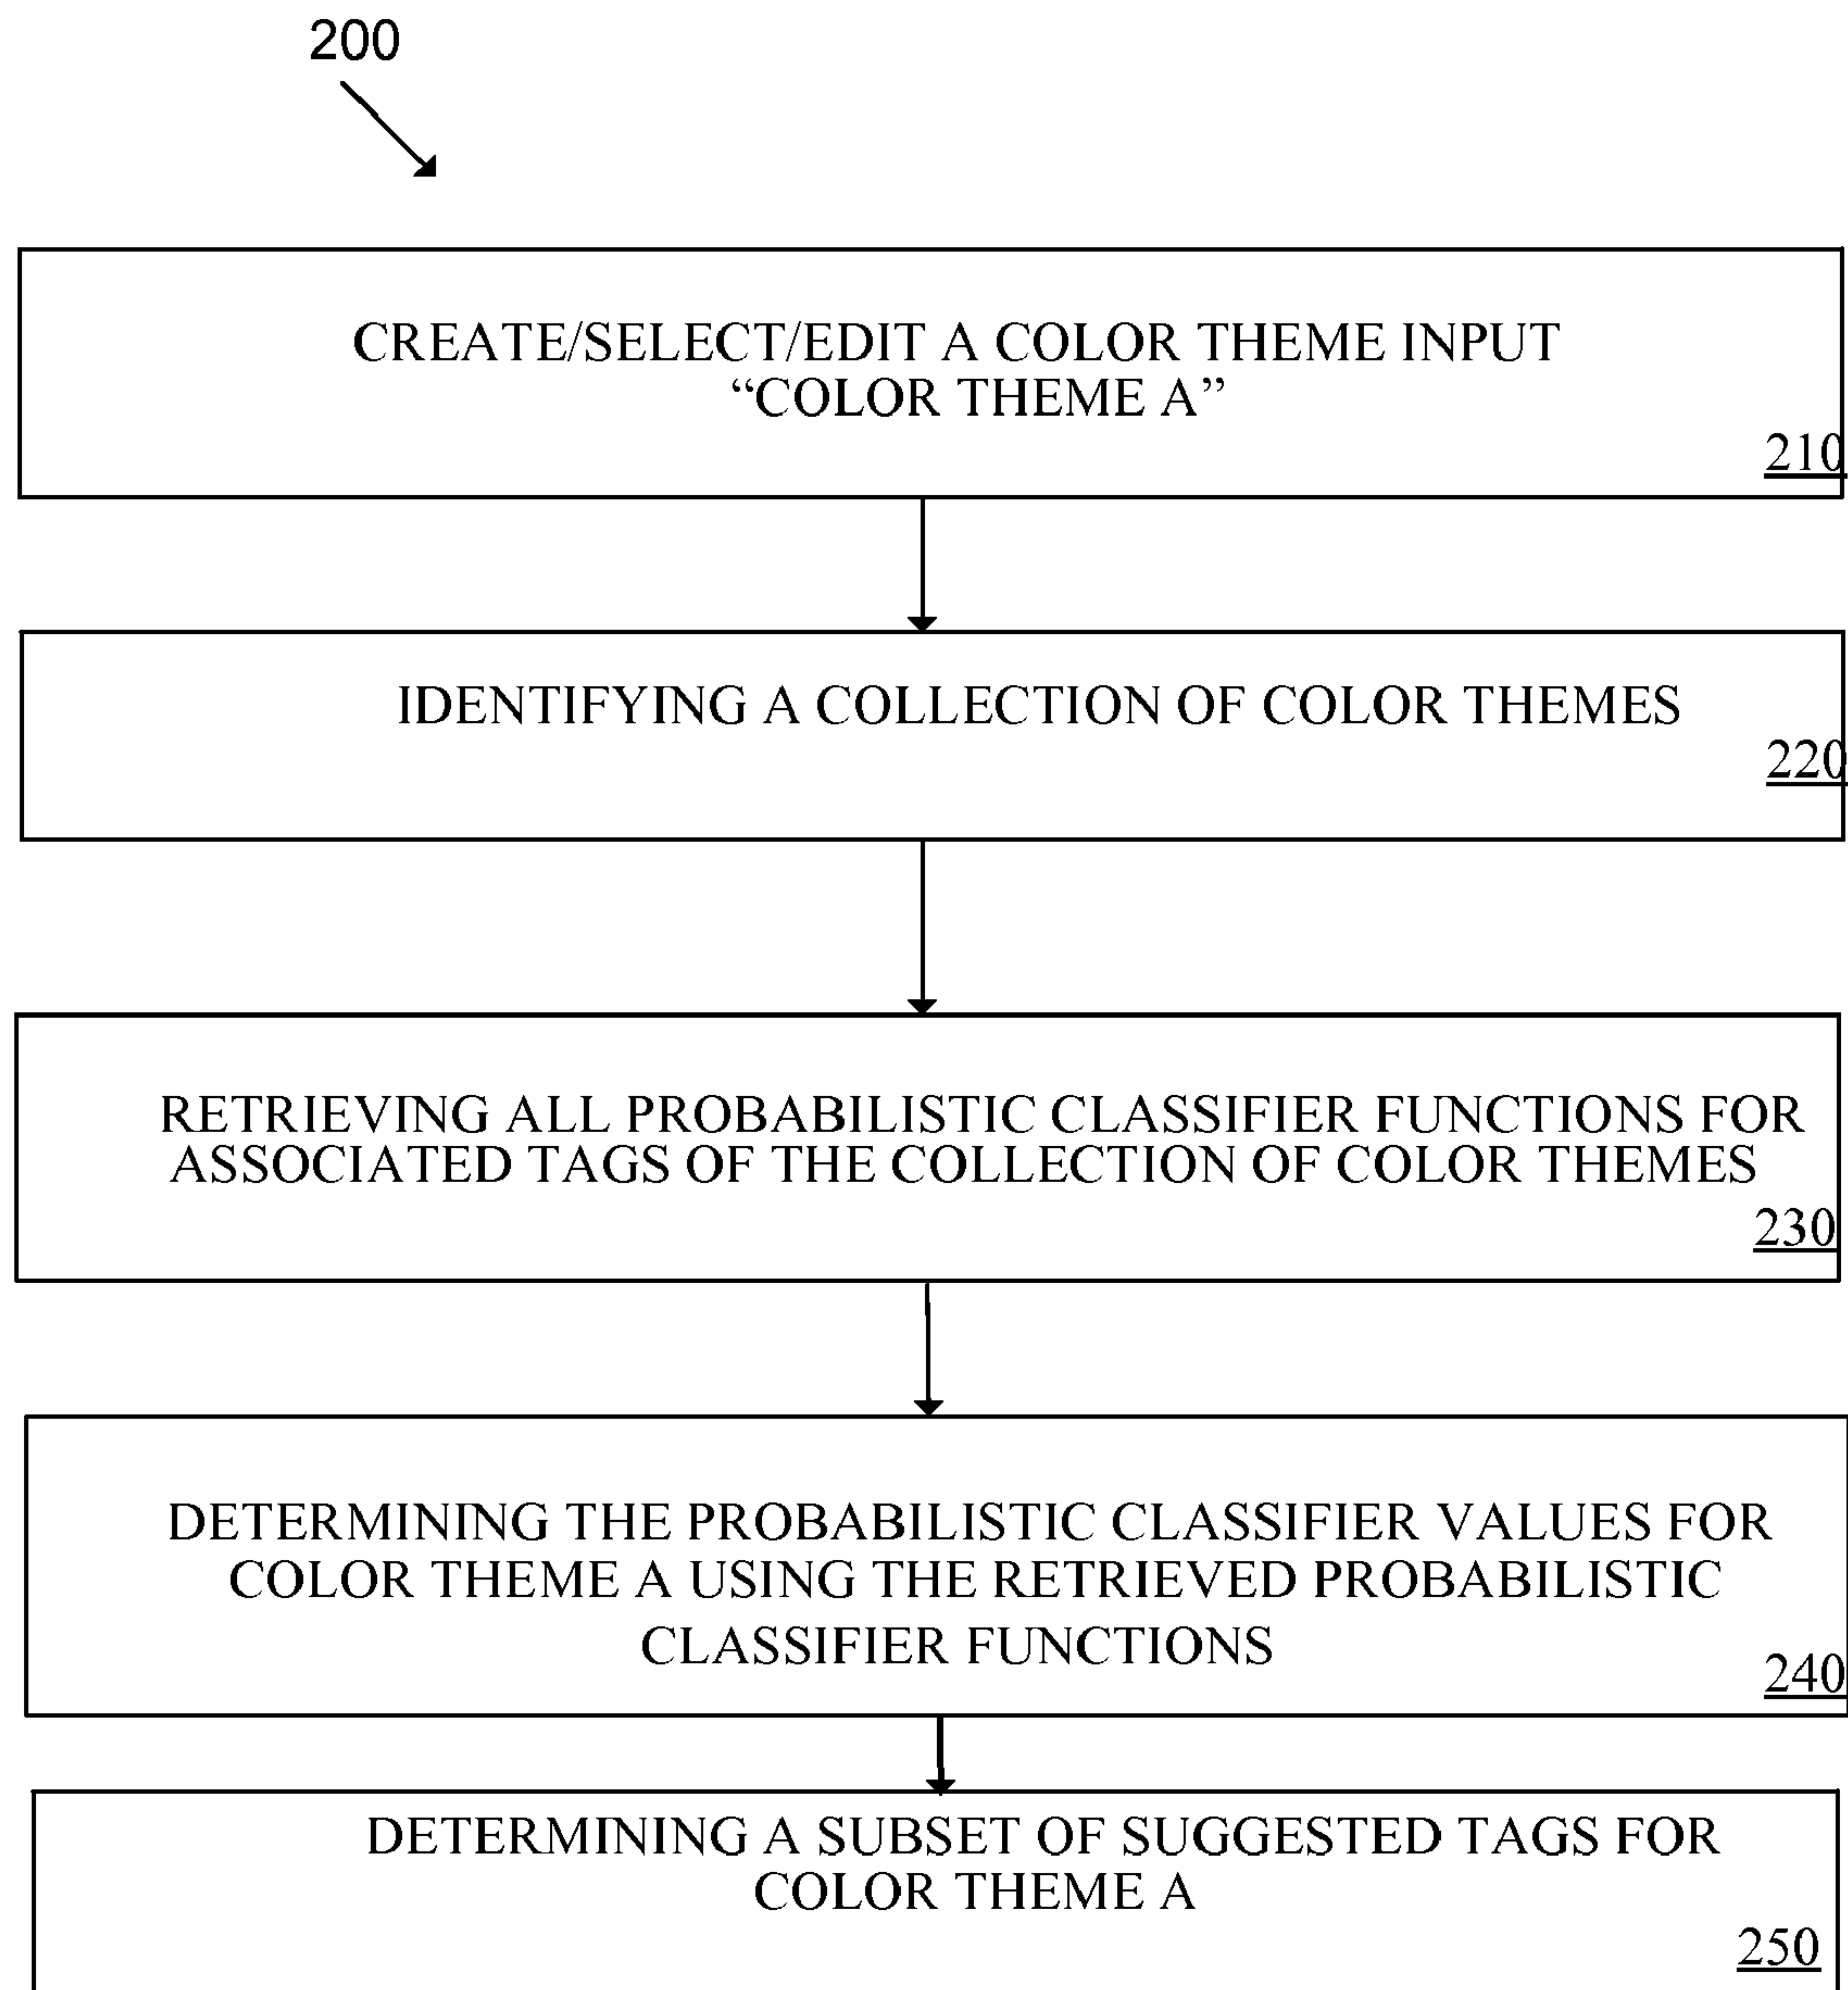 200
CREATE/SELECT/EDIT A COLOR THEME INPUT
“COLOR THEME A”
210
IDENTIFYING A COLLECTION OF COLOR THEMES
220
RETRIEVING ALL PROBABILISTIC CLASSIFIER FUNCTIONS FOR
ASSOCIATED TAGS OF THE COLLECTION OF COLOR THEMES
230
DETERMINING THE PROBABILISTIC CLASSIFIER VALUES FOR
COLOR THEME A USING THE RETRIEVED PROBABILISTIC
CLASSIFIER FUNCTIONS
240
DETERMINING A SUBSET OF SUGGESTED TAGS FOR
COLOR THEME A
250